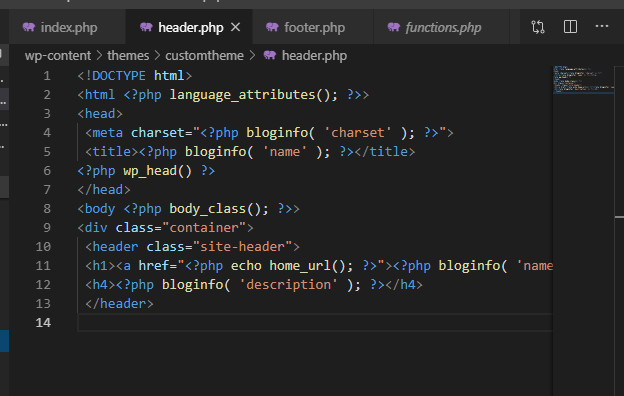 index.php header.php footer.php functions.php
wp-content > themes > customtheme > header.php
1 <!DOCTYPE html>
2 <html <?php language_attributes(); ?>>
3 <head>
4 <meta charset="<?php bloginfo( 'charset' ); ?>">
5 <title><?php bloginfo( 'name' ); ?></title>
6 <?php wp_head() ?>
7 </head>
8 <body <?php body_class(); ?>>
9 <div class="container">
10 <header class="site-header">
11 <h1><a href="<?php echo home_url(); ?>"><?php bloginfo( 'name
12 <h4><?php bloginfo( 'description' ); ?></h4>
13 </header>
14